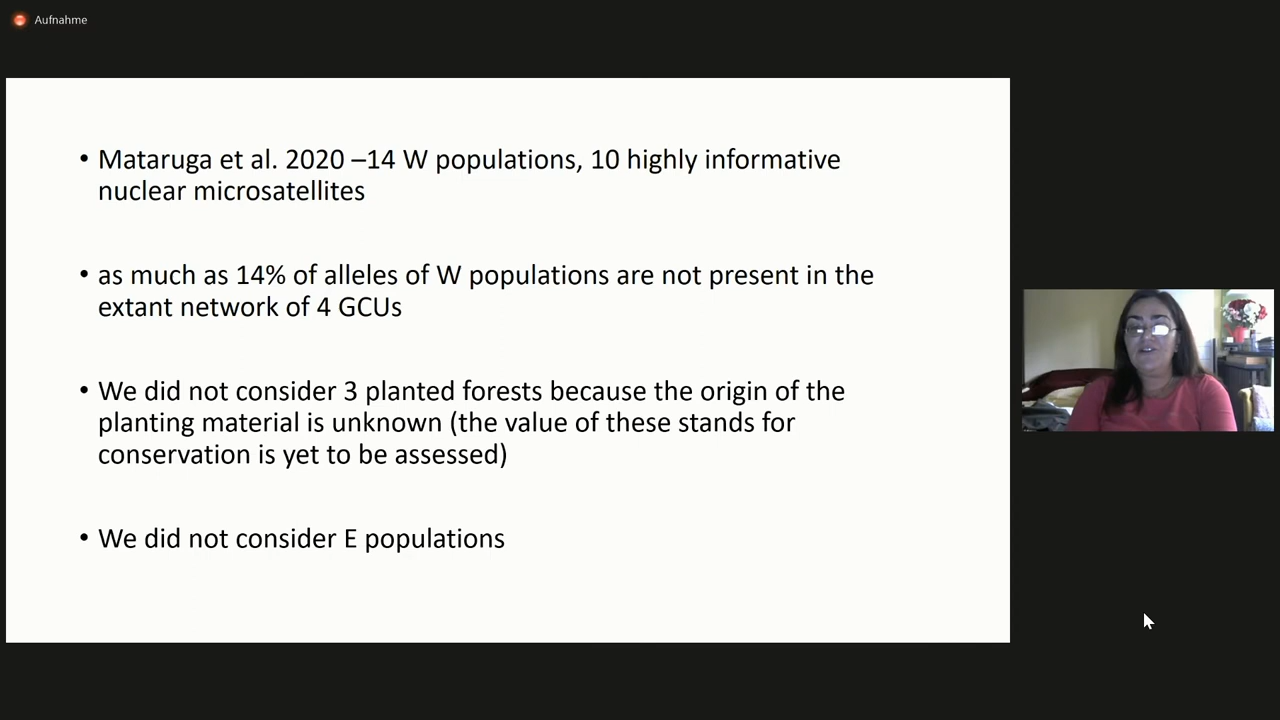 Aufnahme
• Mataruga et al. 2020 –14 W populations, 10 highly informative
nuclear microsatellites
• as much as 14% of alleles of W populations are not present in the
extant network of 4 GCUs
• We did not consider 3 planted forests because the origin of the
planting material is unknown (the value of these stands for
conservation is yet to be assessed)
• We did not consider E populations